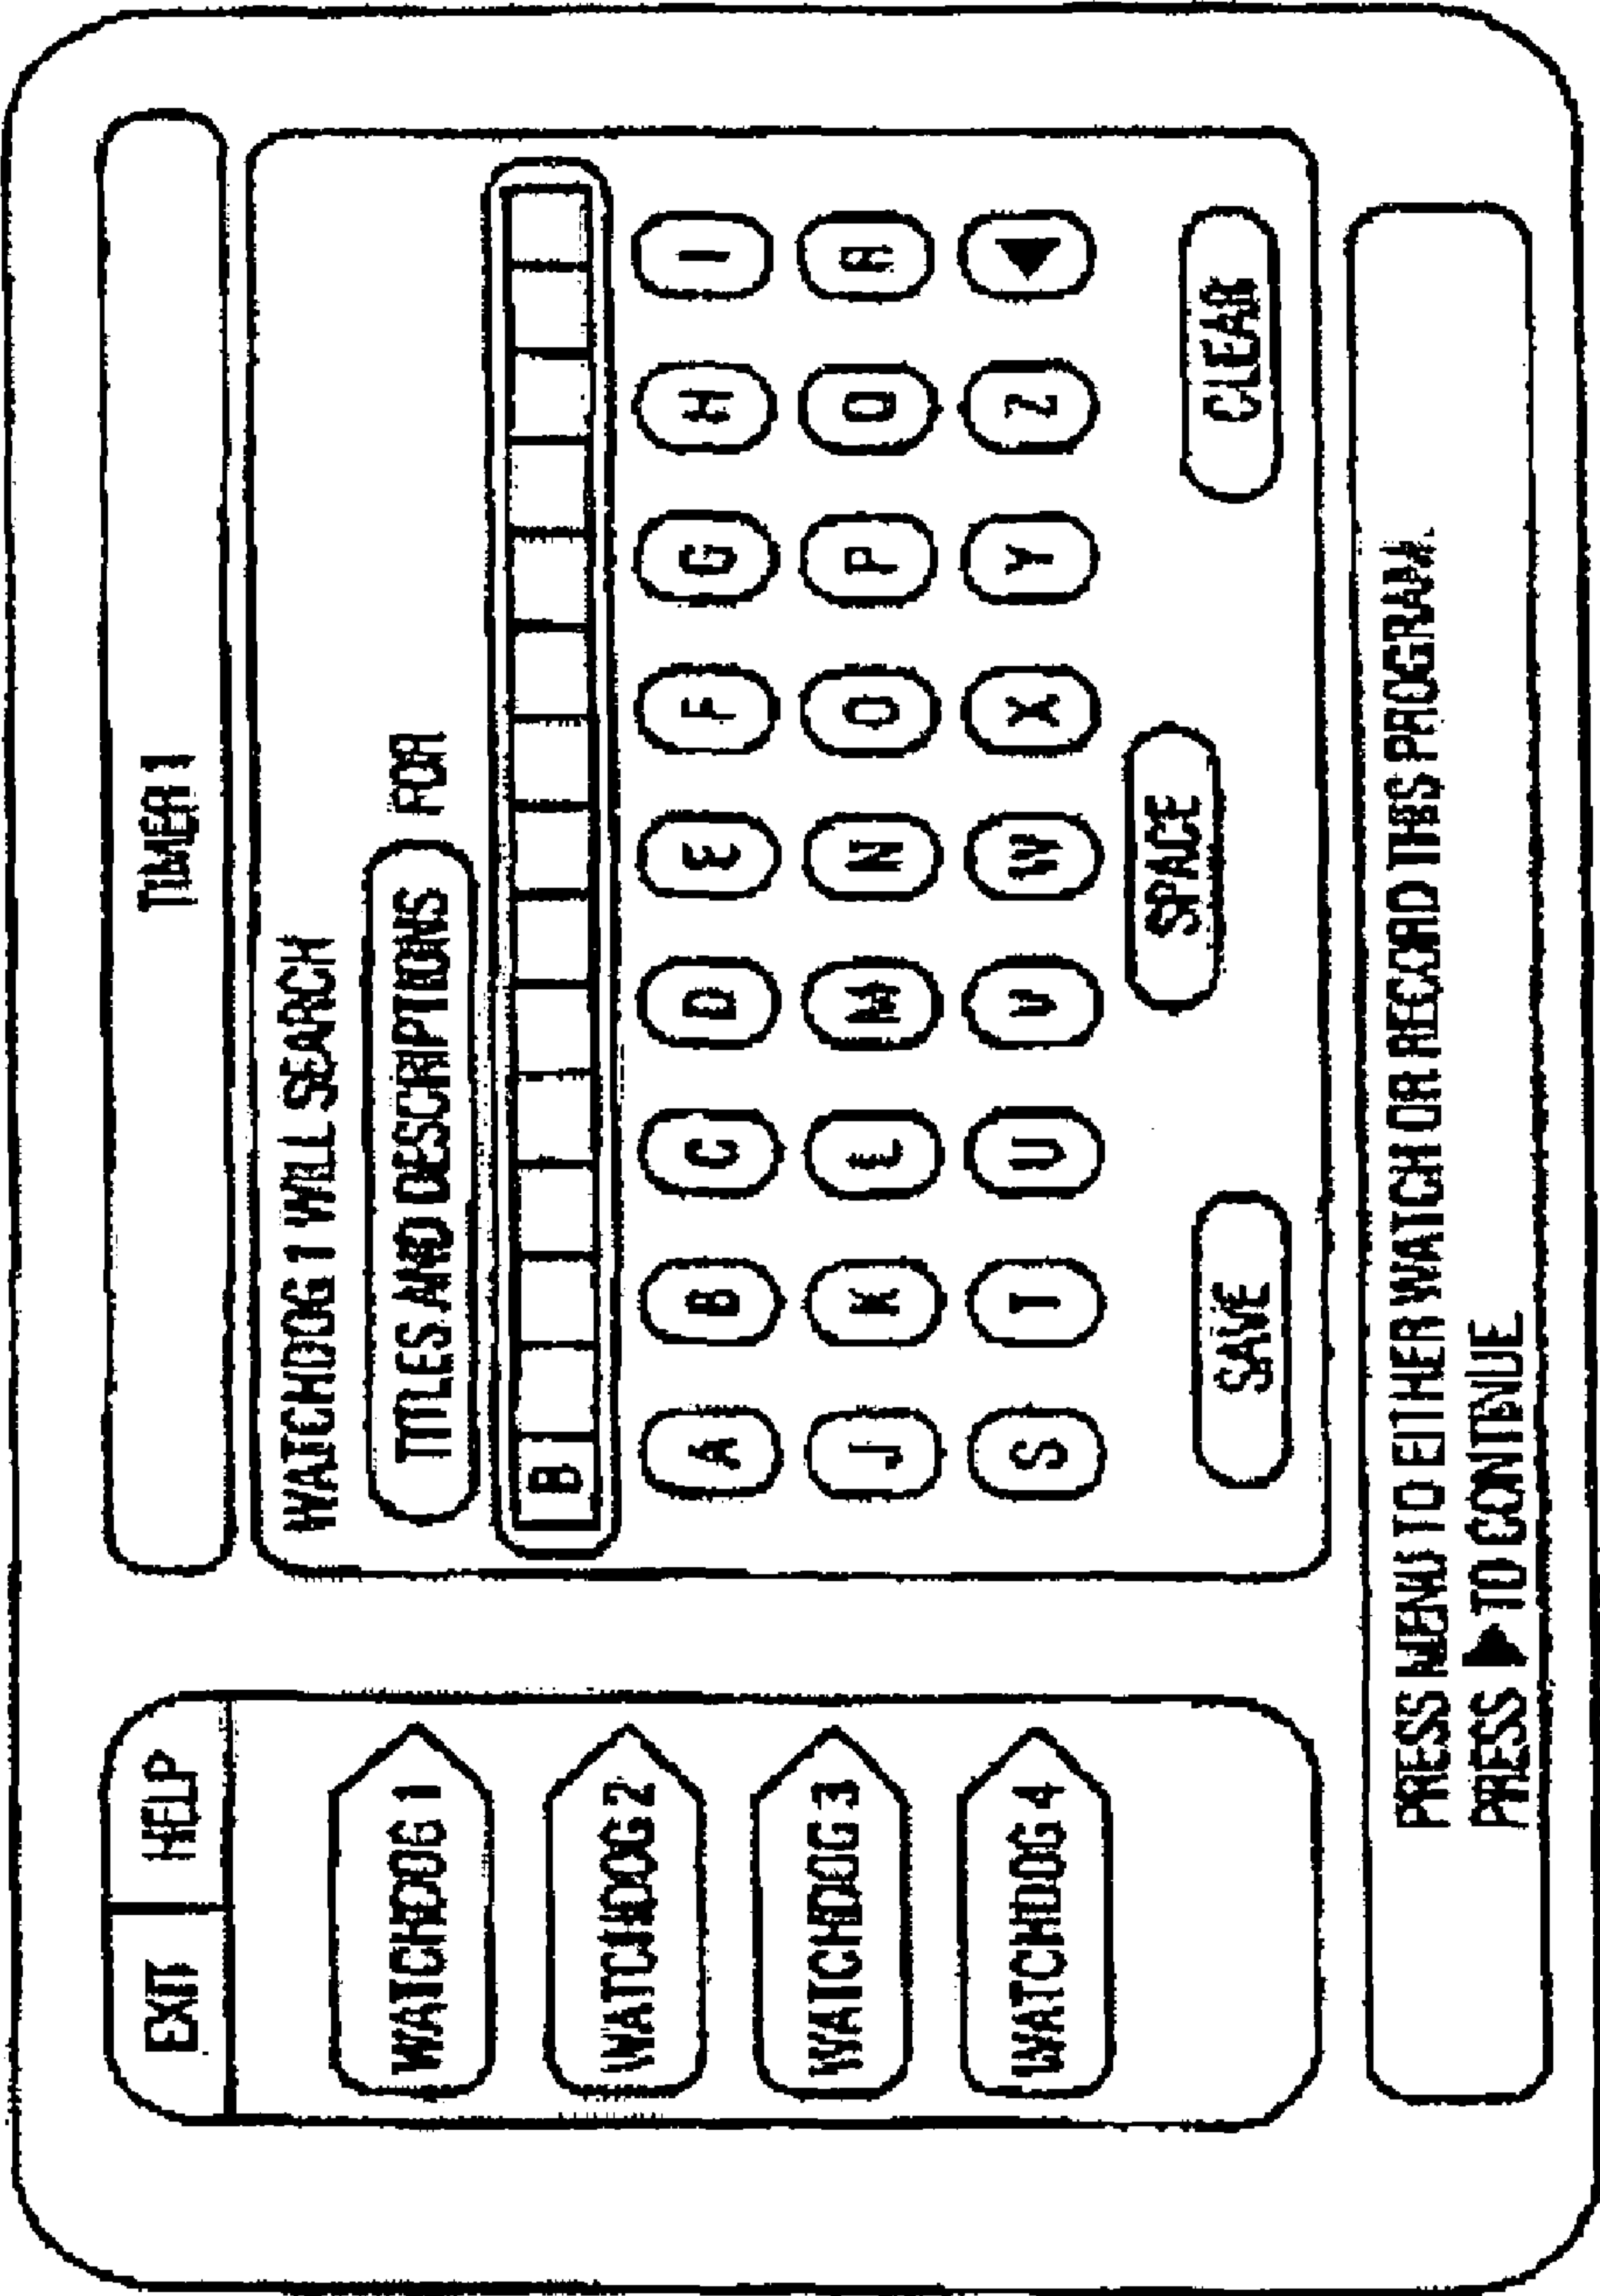 EXIT HELP
TIMER 1
WATCHDOG 1
WATCHDOG 2
WATCHDOG 3
WATCHDOG 4
WATCHDOG 1 WILL SEARCH
TITLES AND DESCRIPTIONS FOR
B
A B C D E F G H I
J K L M N O P Q R
S T U V W X Y Z ◀
SPACE
SAVE CLEAR
PRESS MENU TO EITHER WATCH OR RECORD THIS PROGRAM.
PRESS ▶ TO CONTINUE